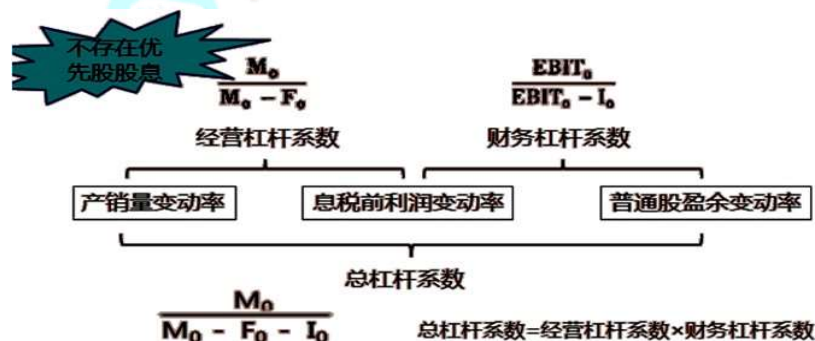 不存在优
先股股息
M₀
M₀ - F₀
EBIT₀
EBIT₀ - I₀
经营杠杆系数
财务杠杆系数
产销量变动率
息税前利润变动率
普通股盈余变动率
总杠杆系数
M₀
M₀ - F₀ - I₀
总杠杆系数=经营杠杆系数×财务杠杆系数